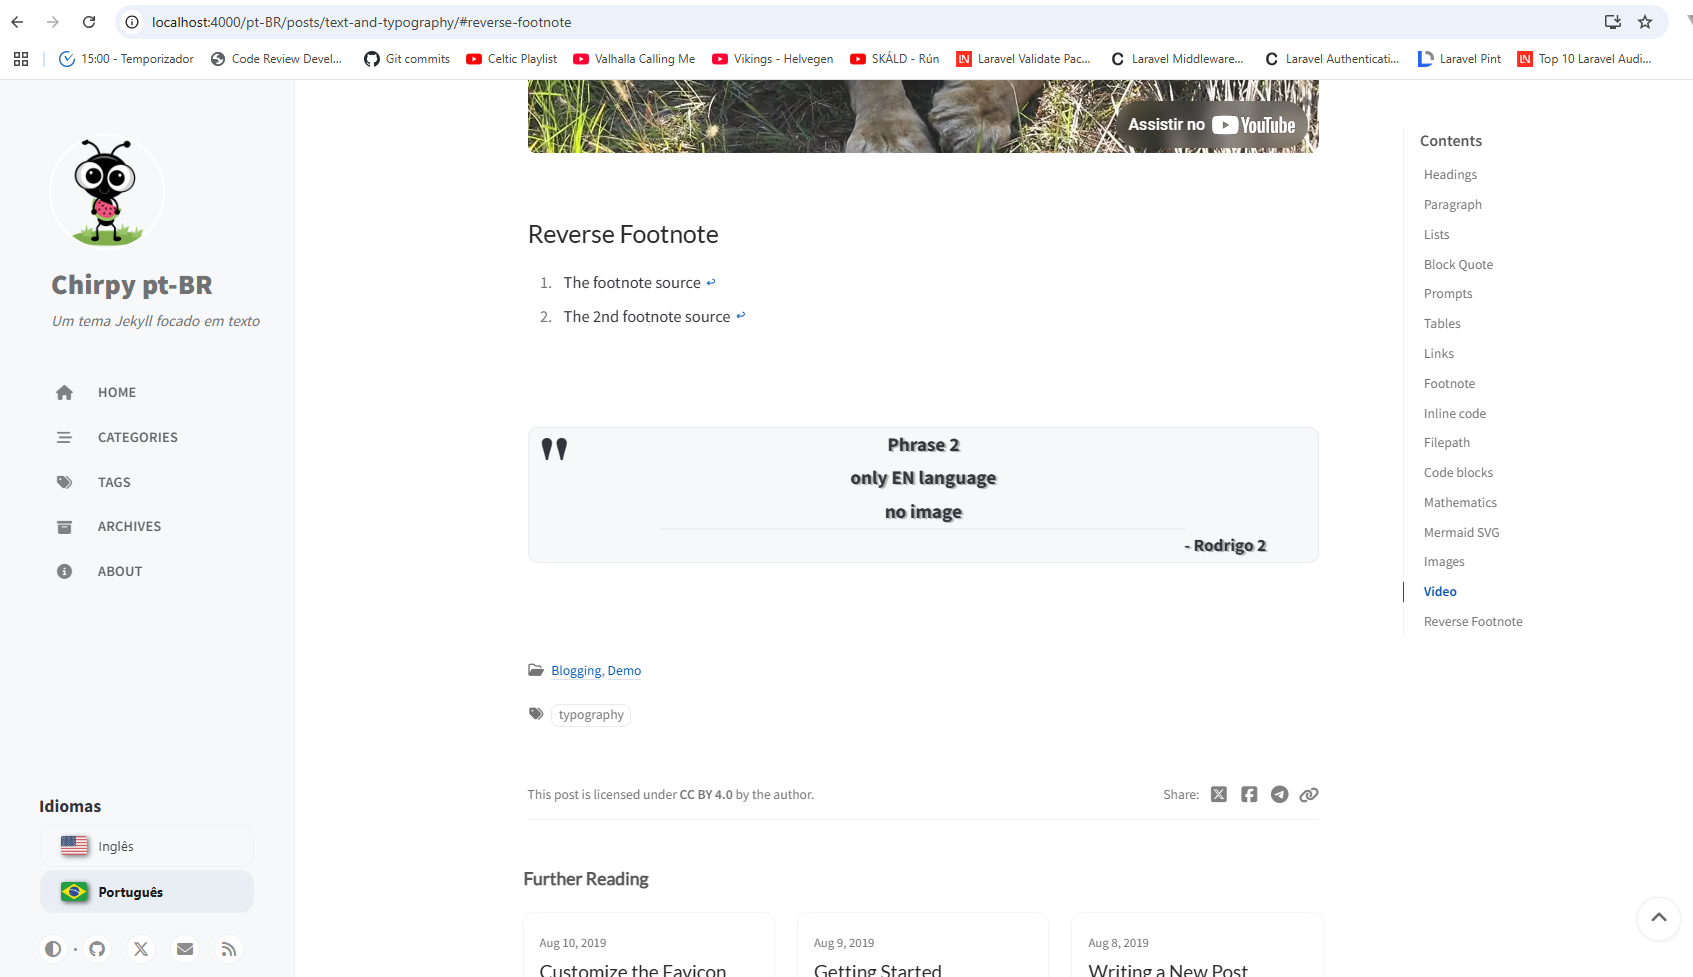 localhost:4000/pt-BR/posts/text-and-typography/#reverse-footnote
15:00 - Temporizador
Code Review Devel...
Git commits
Celtic Playlist
Valhalla Calling Me
Vikings - Helvegen
SKÁLD - Rún
Laravel Validate Pac...
Laravel Middleware...
Laravel Authenticati...
Laravel Pint
Top 10 Laravel Audi...
Chirpy pt-BR
Um tema Jekyll focado em texto
HOME
CATEGORIES
TAGS
ARCHIVES
ABOUT
Idiomas
Inglês
Português
Assistir no YouTube
Reverse Footnote
1. The footnote source ↩
2. The 2nd footnote source ↩
"
Phrase 2
only EN language
no image
- Rodrigo 2
Blogging, Demo
typography
This post is licensed under CC BY 4.0 by the author.
Share:
Further Reading
Aug 10, 2019
Customize the Favicon
Aug 9, 2019
Getting Started
Aug 8, 2019
Writing a New Post
Contents
Headings
Paragraph
Lists
Block Quote
Prompts
Tables
Links
Footnote
Inline code
Filepath
Code blocks
Mathematics
Mermaid SVG
Images
Video
Reverse Footnote